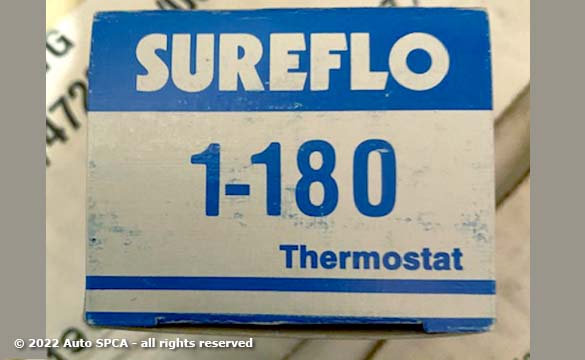 SUREFLO
1-180
Thermostat
© 2022 Auto SPCA - all rights reserved